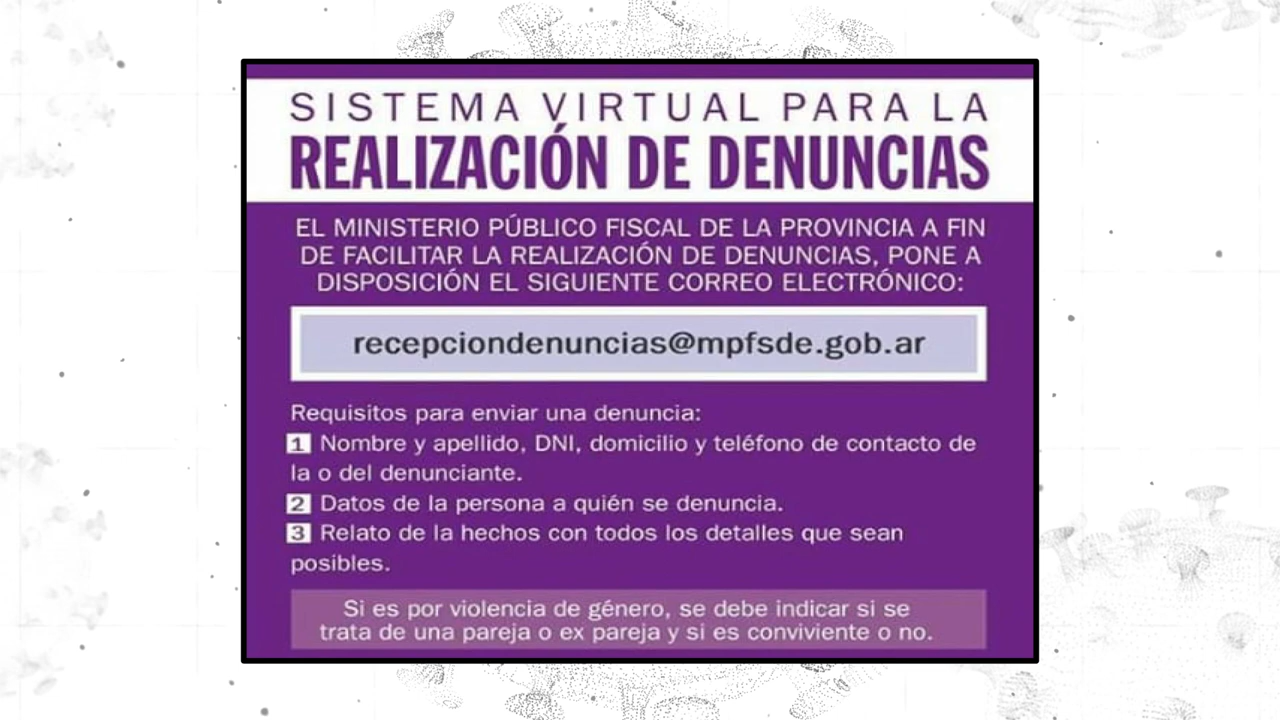 SISTEMA VIRTUAL PARA LA
REALIZACIÓN DE DENUNCIAS
EL MINISTERIO PÚBLICO FISCAL DE LA PROVINCIA A FIN
DE FACILITAR LA REALIZACIÓN DE DENUNCIAS, PONE A
DISPOSICIÓN EL SIGUIENTE CORREO ELECTRÓNICO:
recepciondenuncias@mpfsde.gob.ar
Requisitos para enviar una denuncia:
1 Nombre y apellido, DNI, domicilio y teléfono de contacto de
la o del denunciante.
2 Datos de la persona a quién se denuncia.
3 Relato de la hechos con todos los detalles que sean
posibles.
Si es por violencia de género, se debe indicar si se
trata de una pareja o ex pareja y si es conviviente o no.